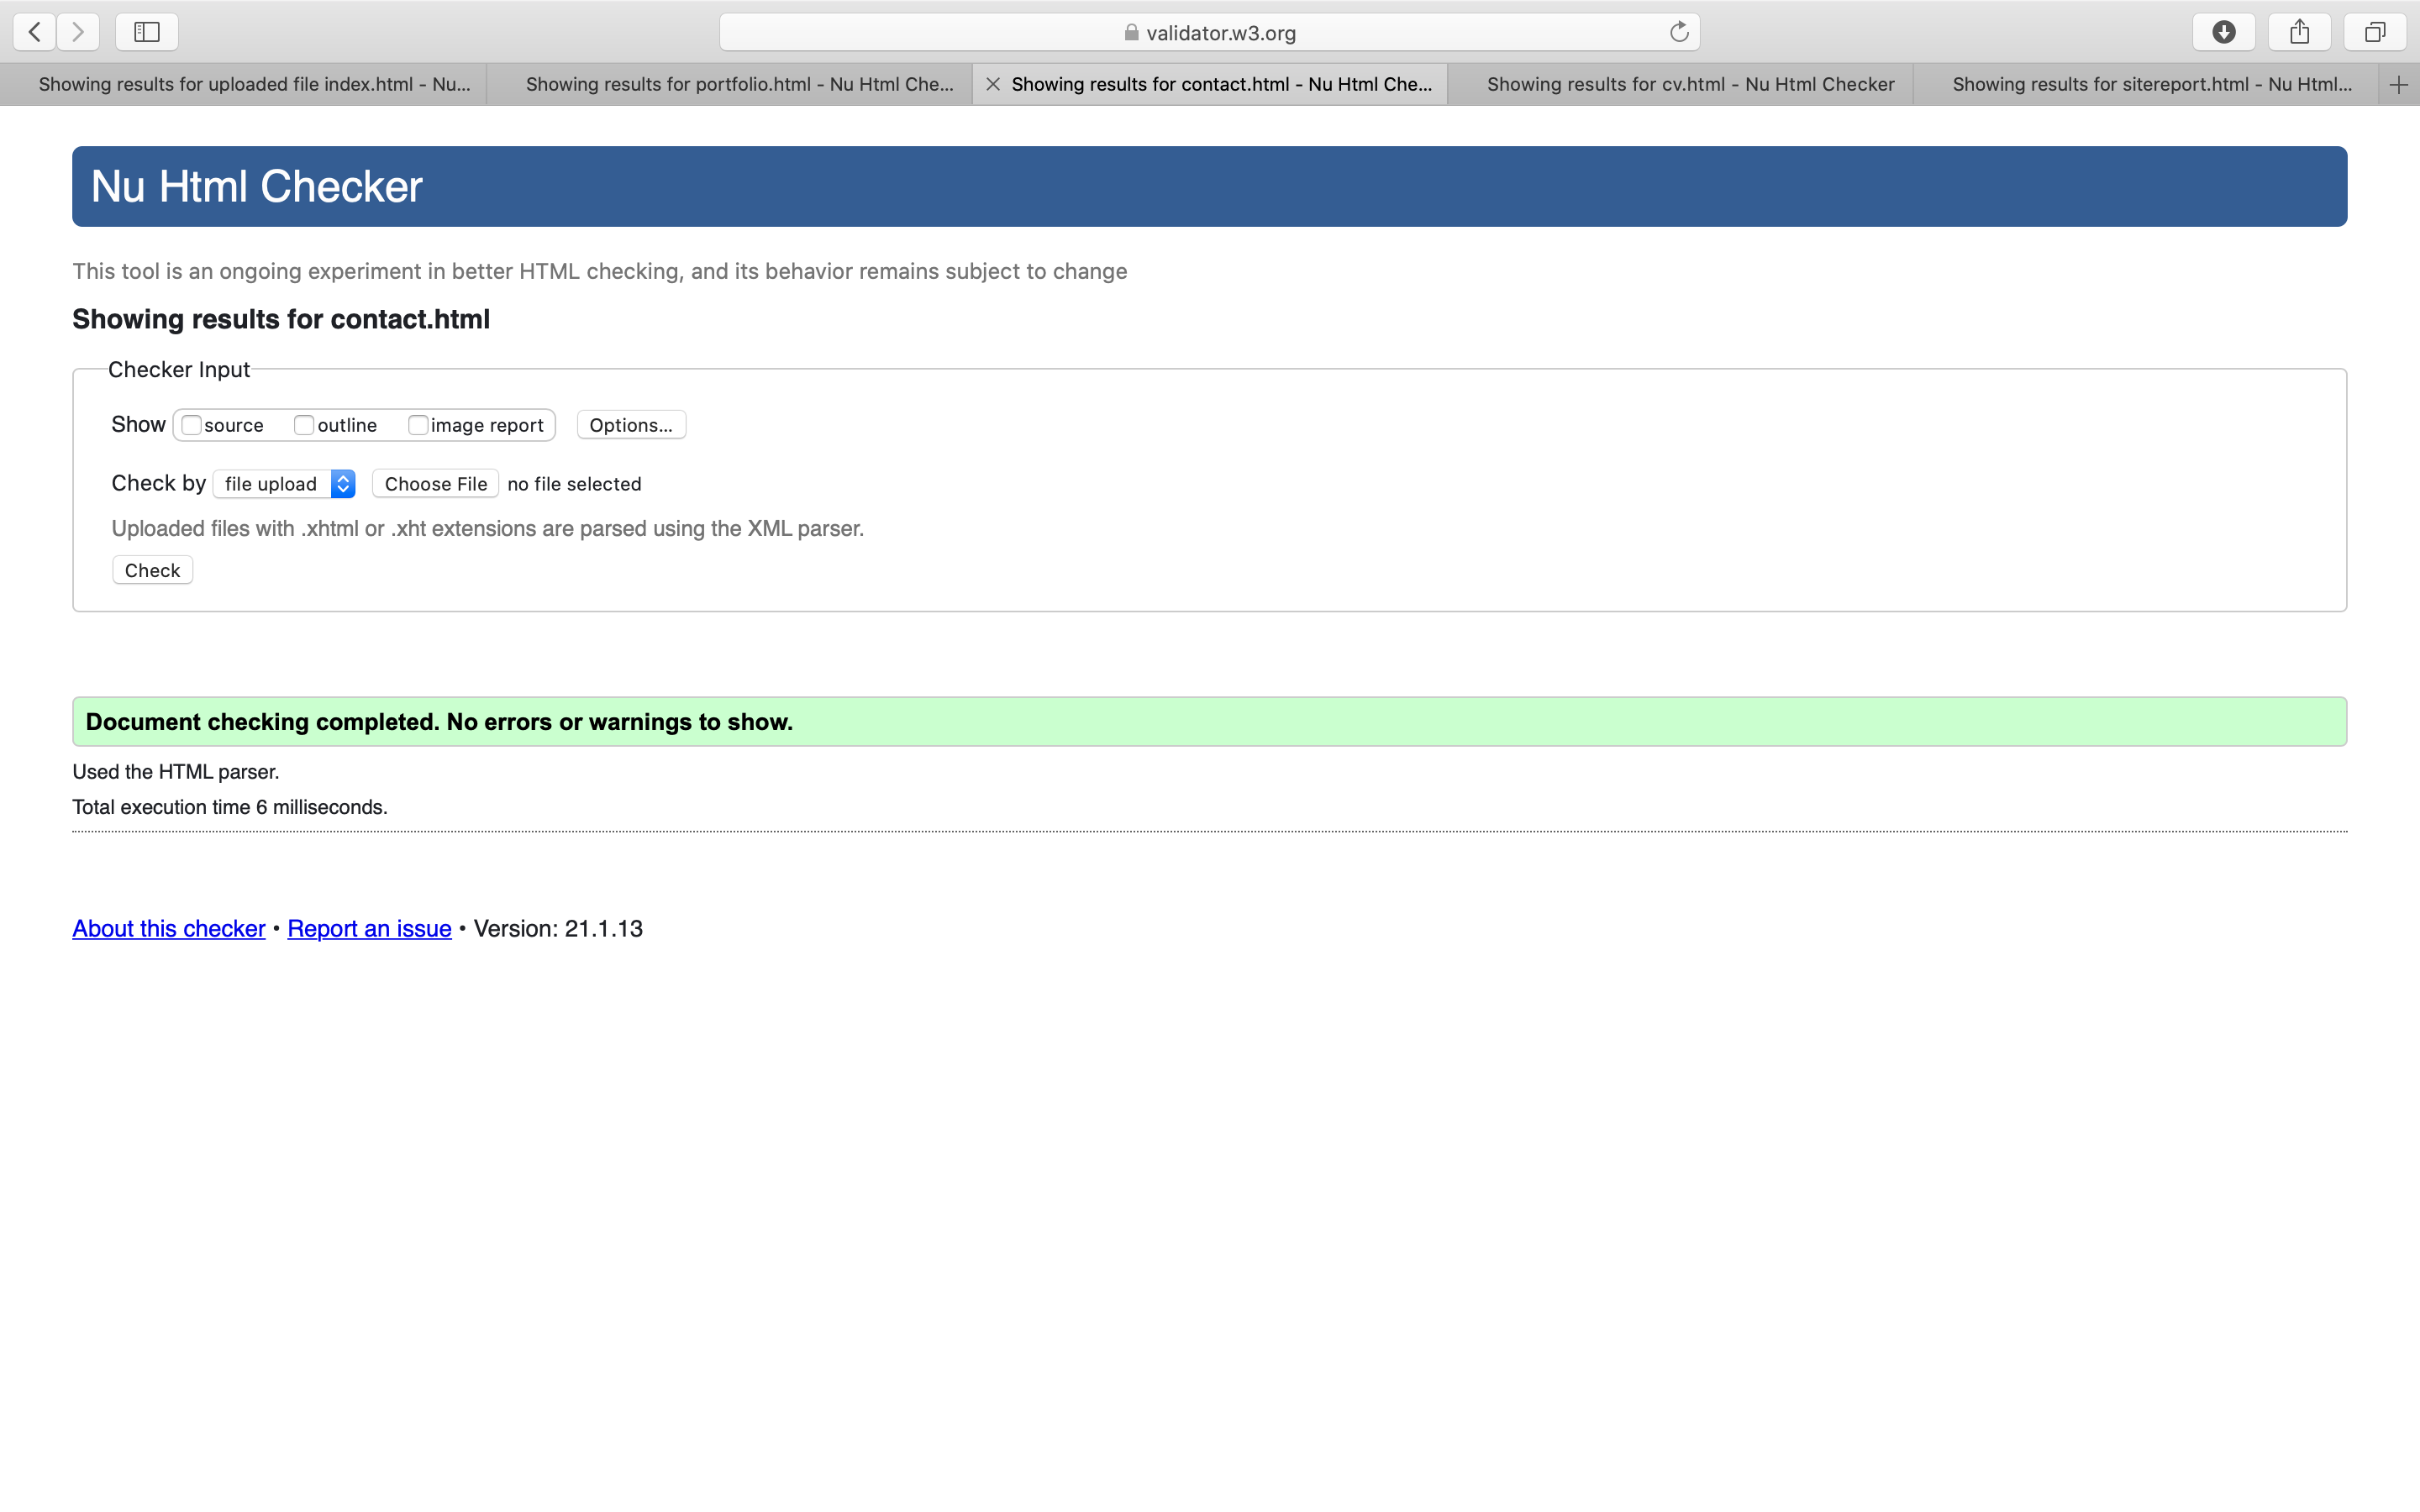 validator.w3.org
Showing results for uploaded file index.html - Nu...
Showing results for portfolio.html - Nu Html Che...
Showing results for contact.html - Nu Html Che...
Showing results for cv.html - Nu Html Checker
Showing results for sitereport.html - Nu Html...
Nu Html Checker
This tool is an ongoing experiment in better HTML checking, and its behavior remains subject to change
Showing results for contact.html
Checker Input
Show source outline image report Options...
Check by file upload Choose File no file selected
Uploaded files with .xhtml or .xht extensions are parsed using the XML parser.
Check
Document checking completed. No errors or warnings to show.
Used the HTML parser.
Total execution time 6 milliseconds.
About this checker • Report an issue • Version: 21.1.13